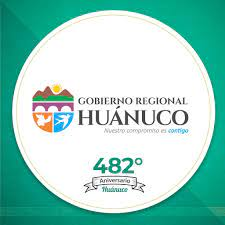 GOBIERNO REGIONAL
HUÁNUCO
Nuestro compromiso es contigo
482°
Aniversario
Huánuco